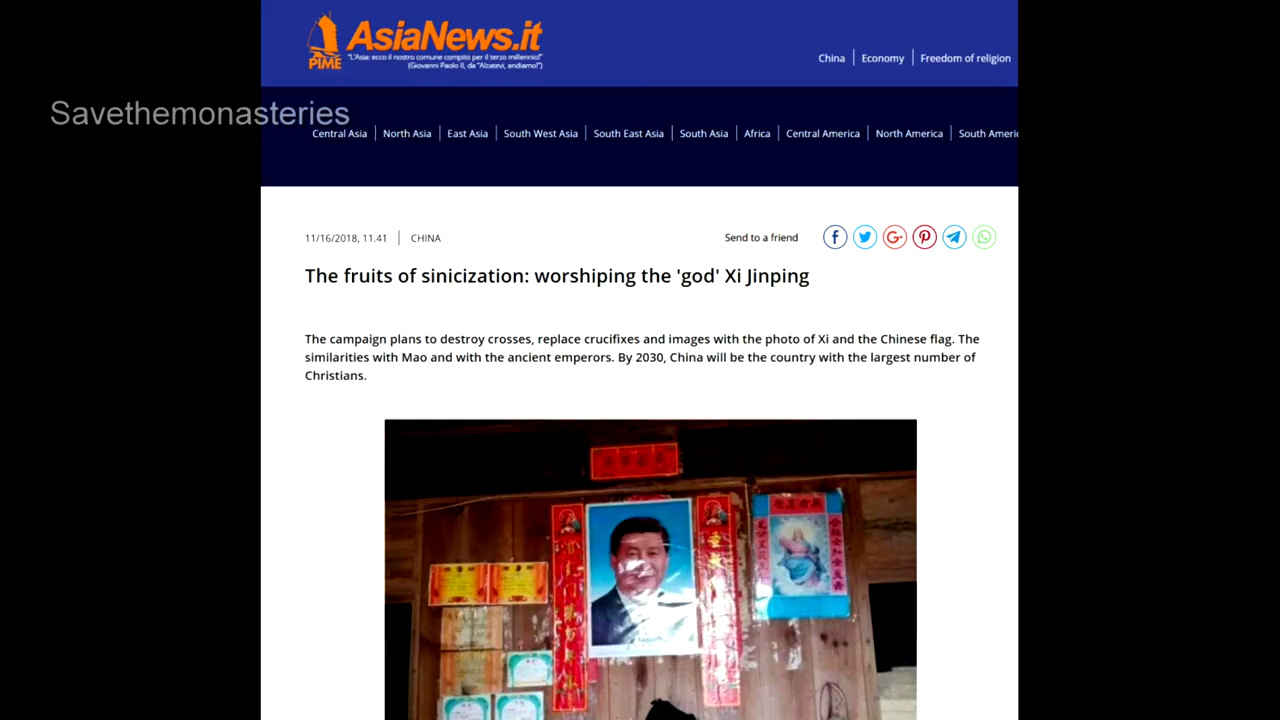 AsiaNews.it
PIME
"L'Asia: ecco il nostro comune compito per il terzo millennio!"
(Giovanni Paolo II, da "Alzatevi, andiamo!")
China
Economy
Freedom of religion
Savethemonasteries
Central Asia
North Asia
East Asia
South West Asia
South East Asia
South Asia
Africa
Central America
North America
South
11/16/2018, 11.41
CHINA
Send to a friend
The fruits of sinicization: worshiping the 'god' Xi Jinping
The campaign plans to destroy crosses, replace crucifixes and images with the photo of Xi and the Chinese flag. The
similarities with Mao and with the ancient emperors. By 2030, China will be the country with the largest number of
Christians.